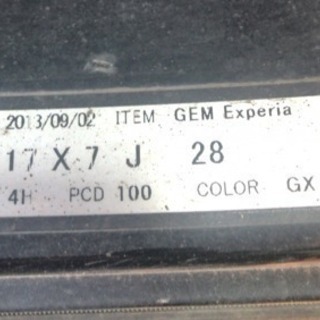 2013/09/02 ITEM GEM Experia
17 X 7 J 28
4H PCD 100 COLOR GX